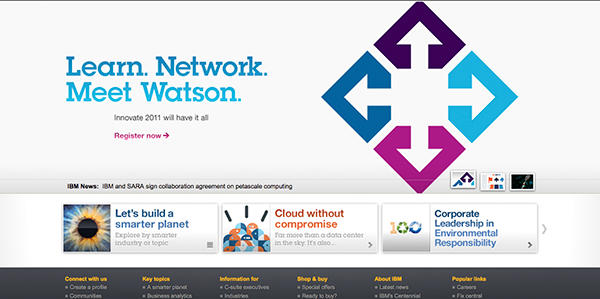 Learn. Network.
Meet Watson.
Innovate 2011 will have it all
Register now →
IBM News: IBM and SARA sign collaboration agreement on petascale computing
Let's build a
smarter planet
Explore by smarter
industry or topic
Cloud without
compromise
Far more than a data center
in the sky. It's also...
100
Corporate
Leadership in
Environmental
Responsibility
Connect with us
Create a profile
Communities
Key topics
A smarter planet
Business analytics
Information for
C-suite executives
Industries
Shop & buy
Special offers
Ready to buy?
About IBM
Latest news
IBM's Centennial
Popular links
Careers
Fix central